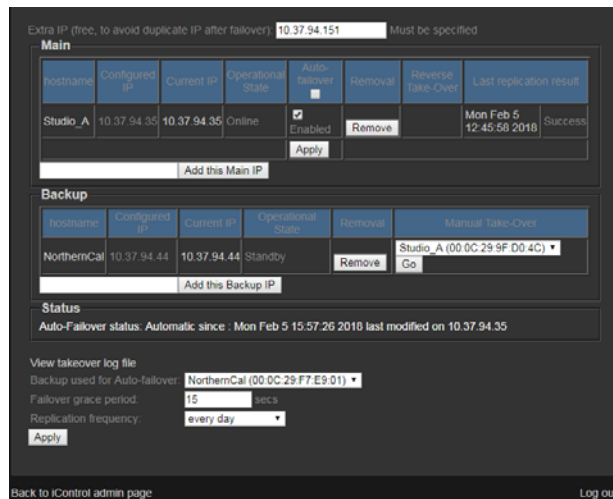 Extra IP (free, to avoid duplicate IP after failover): 10.37.94.151 Must be specified
Main
hostname Configured IP Current IP Operational State Auto-failover Removal Reverse Take-Over Last replication result
Studio_A 10.37.94.35 10.37.94.35 Online Enabled Remove Mon Feb 5 12:45:58 2018 Success
Apply
Add this Main IP
Backup
hostname Configured IP Current IP Operational State Removal Manual Take-Over
NorthernCal 10.37.94.44 10.37.94.44 Standby Remove Studio_A (00:0C:29:9F:D0:4C) Go
Add this Backup IP
Status
Auto-Failover status: Automatic since : Mon Feb 5 15:57:26 2018 last modified on 10.37.94.35
View takeover log file
Backup used for Auto-failover: NorthernCal (00:0C:29:F7:E9:01)
Failover grace period: 15 secs
Replication frequency: every day
Apply
Back to iControl admin page Log ou